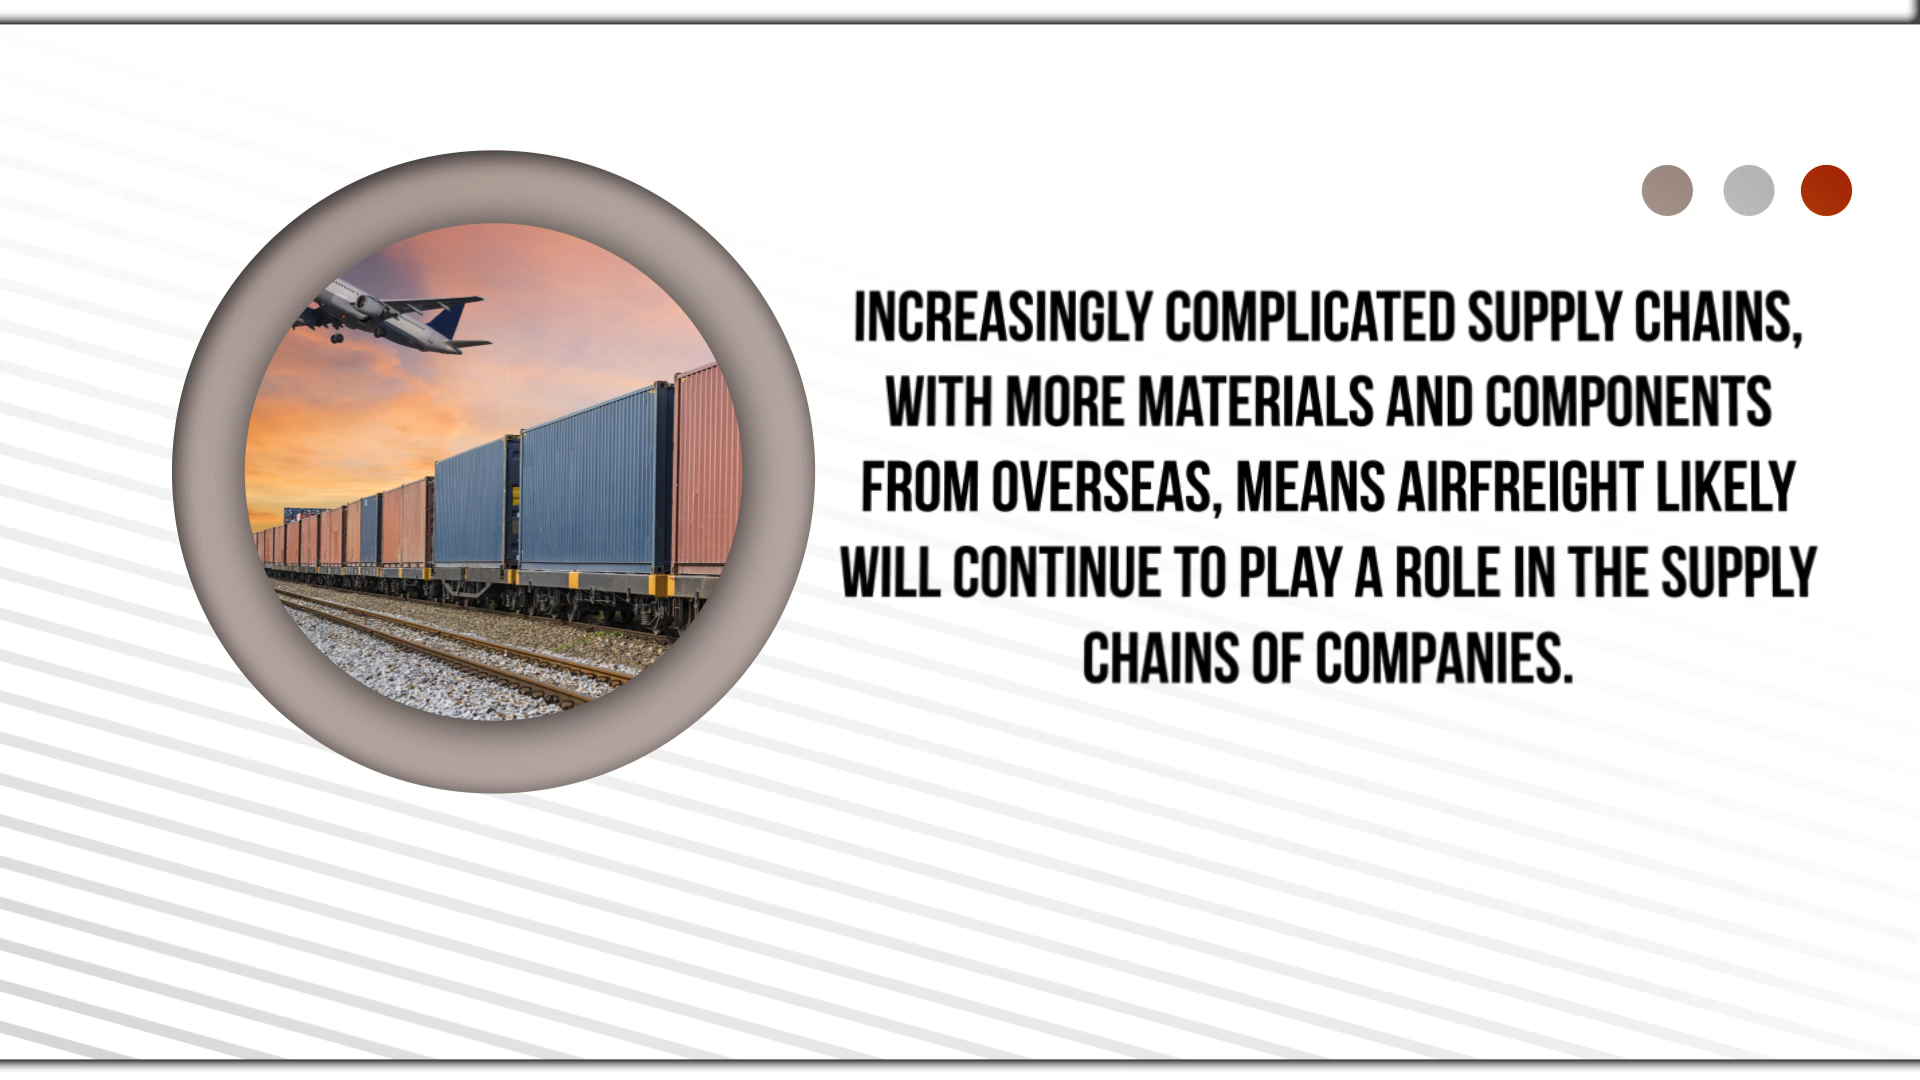 INCREASINGLY COMPLICATED SUPPLY CHAINS,
WITH MORE MATERIALS AND COMPONENTS
FROM OVERSEAS, MEANS AIRFREIGHT LIKELY
WILL CONTINUE TO PLAY A ROLE IN THE SUPPLY
CHAINS OF COMPANIES.